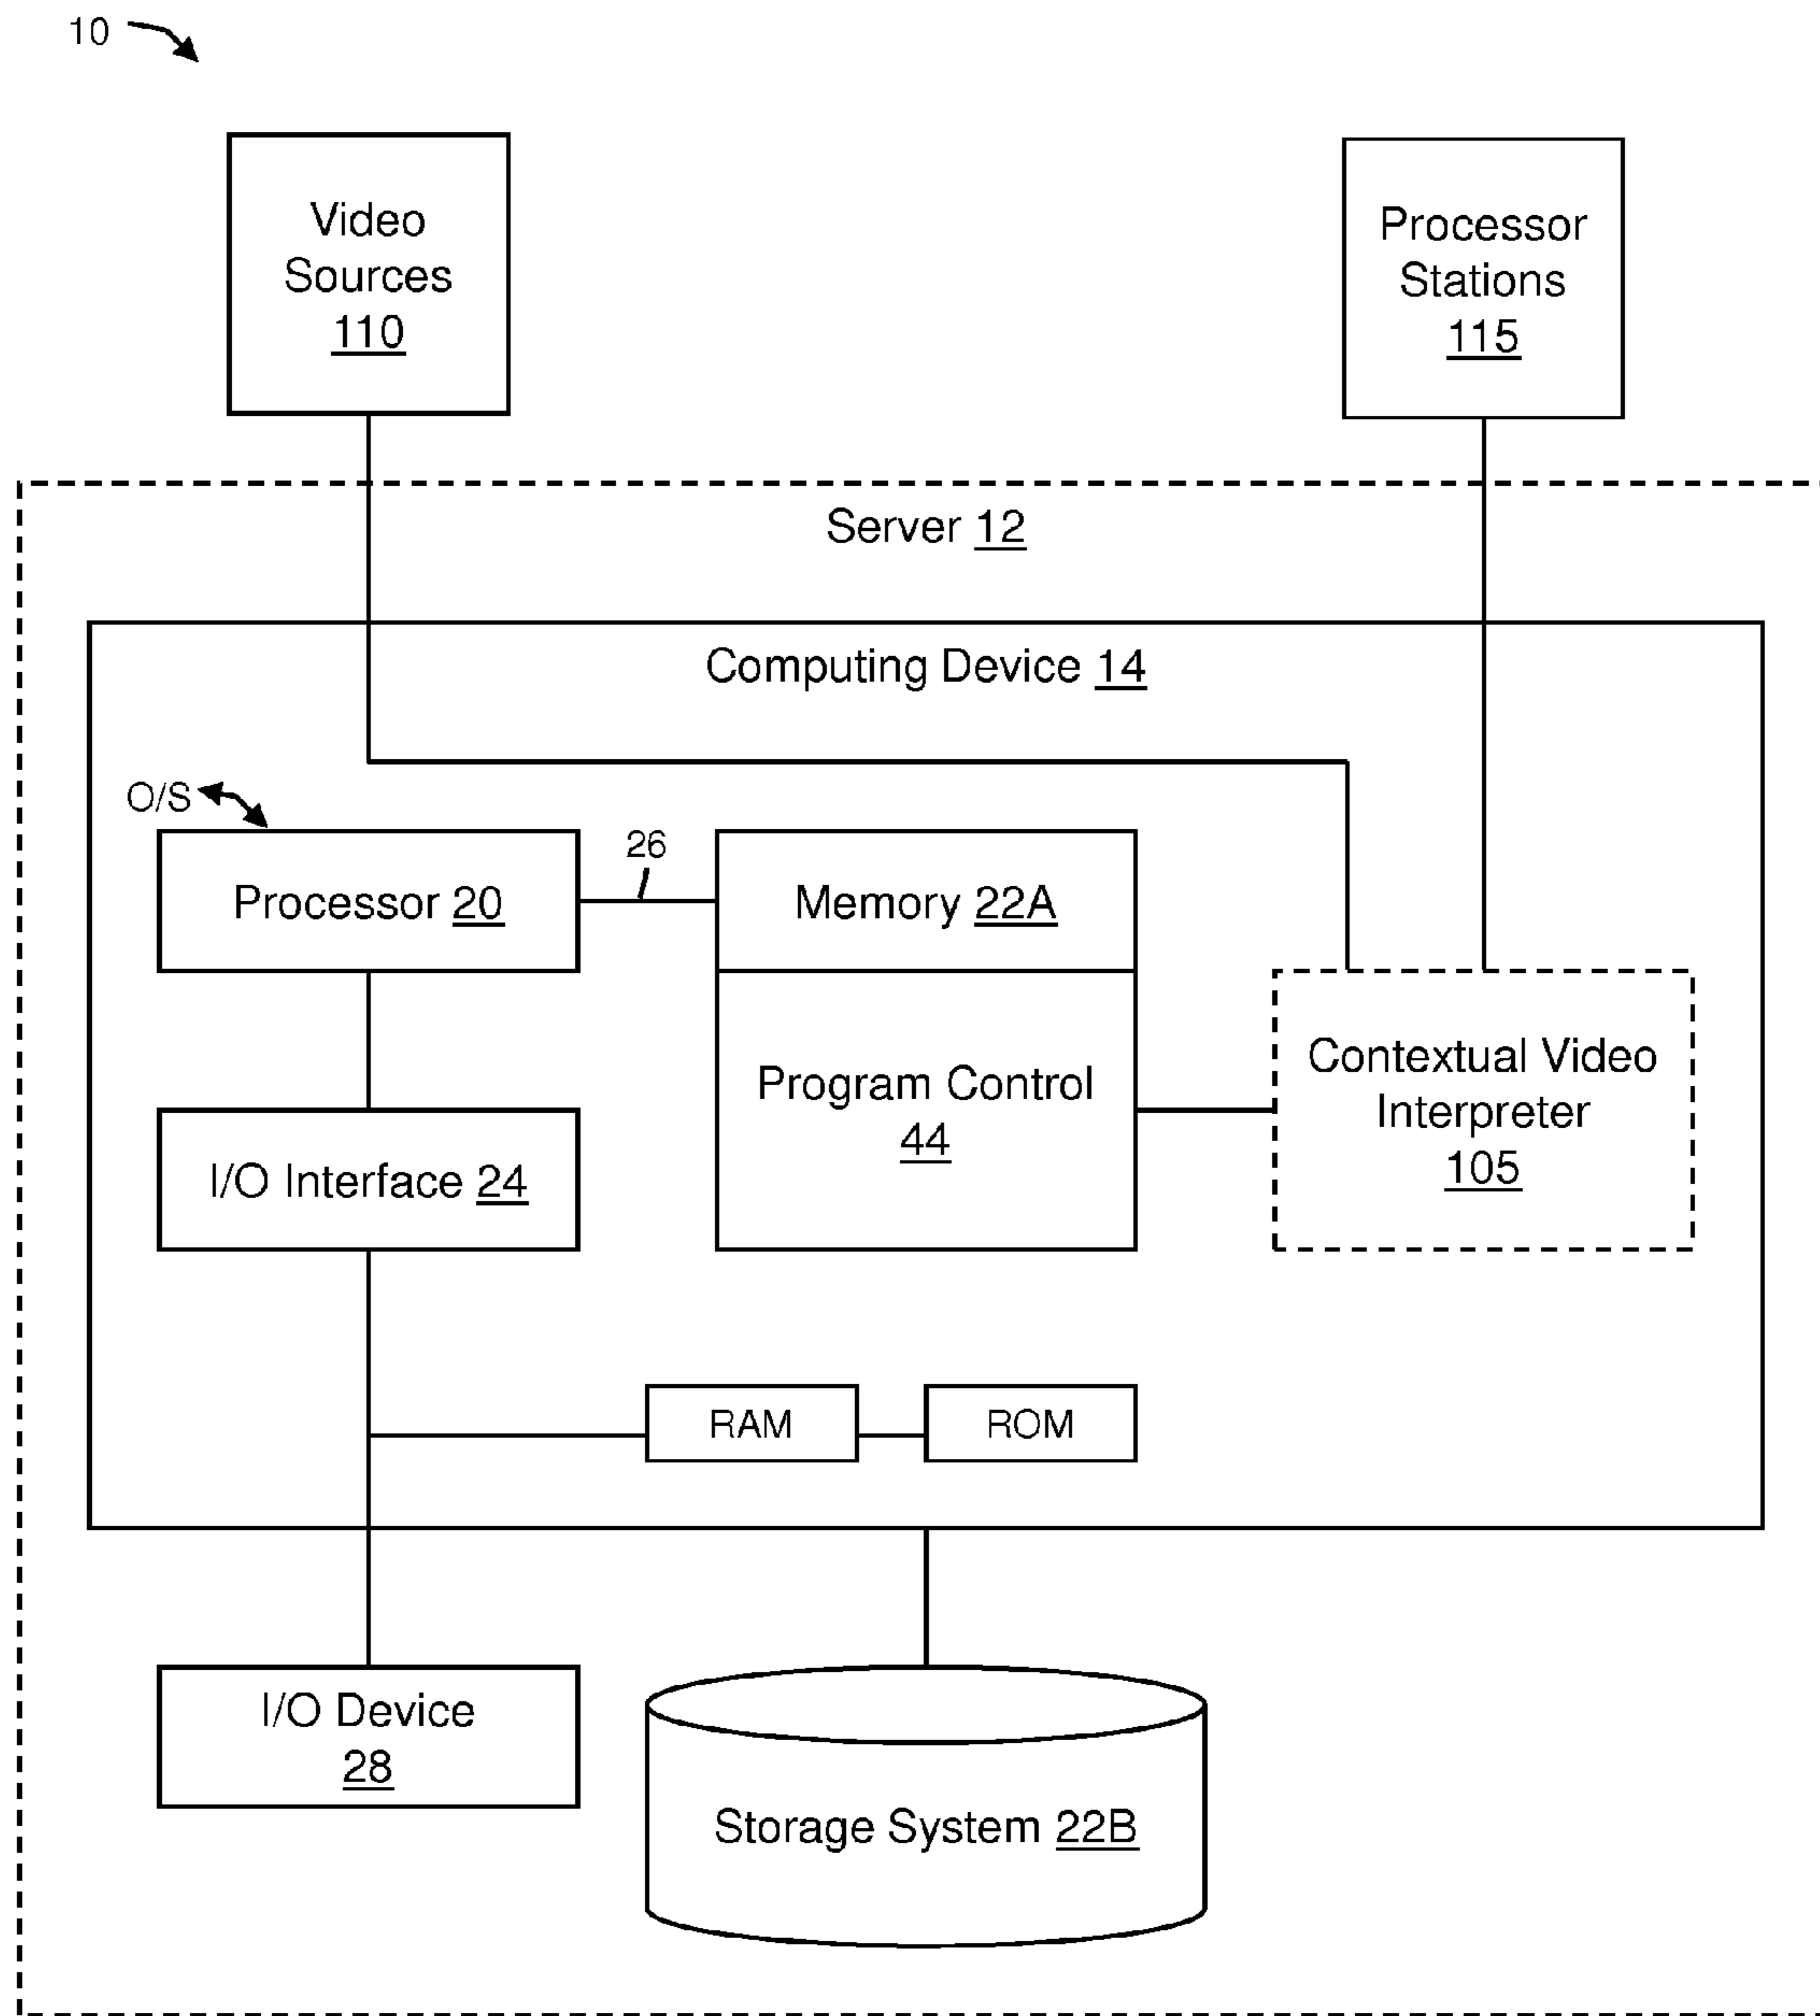 10
Video
Sources
110
Processor
Stations
115
Server 12
Computing Device 14
O/S
26
Processor 20
Memory 22A
Program Control
44
Contextual Video
Interpreter
105
I/O Interface 24
RAM
ROM
I/O Device
28
Storage System 22B